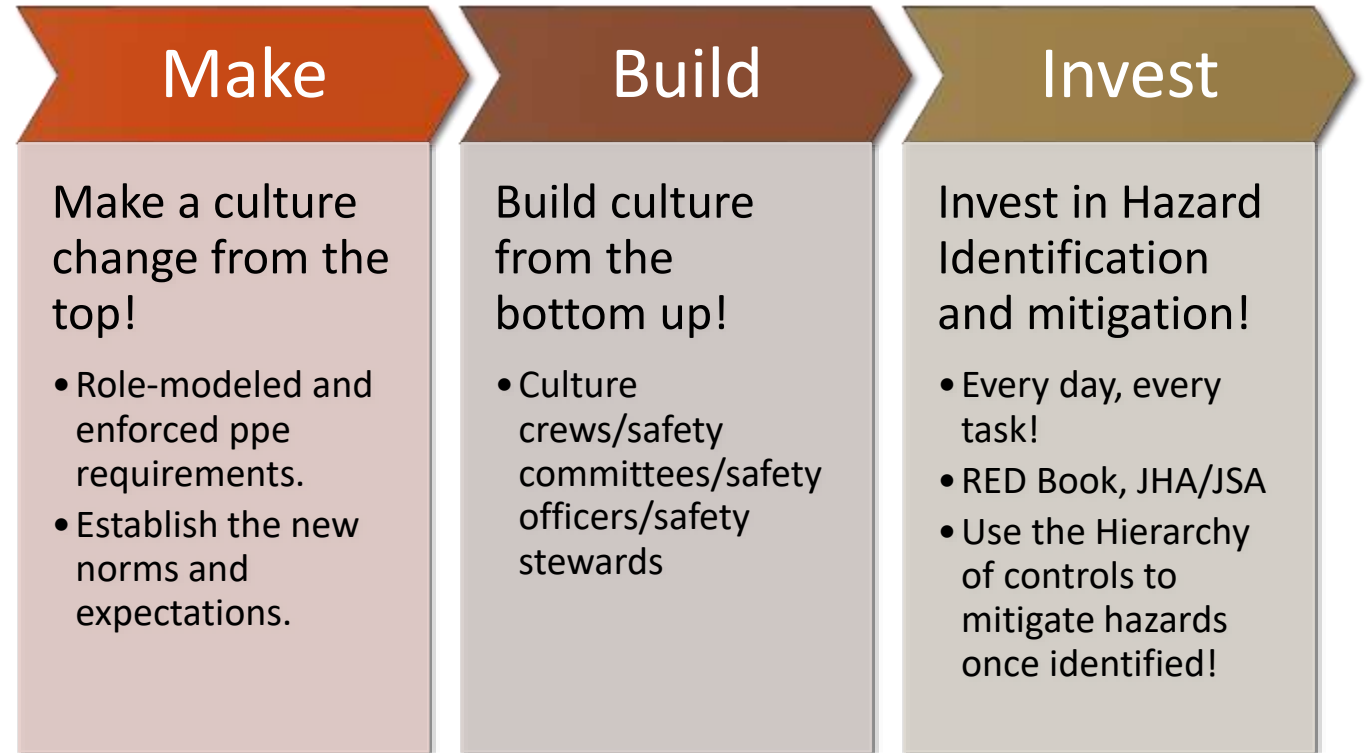 Make
Make a culture
change from the
top!
•Role-modeled and
enforced ppe
requirements.
•Establish the new
norms and
expectations.
Build
Build culture
from the
bottom up!
•Culture
crews/safety
committees/safety
officers/safety
stewards
Invest
Invest in Hazard
Identification
and mitigation!
•Every day, every
task!
•RED Book, JHA/JSA
•Use the Hierarchy
of controls to
mitigate hazards
once identified!